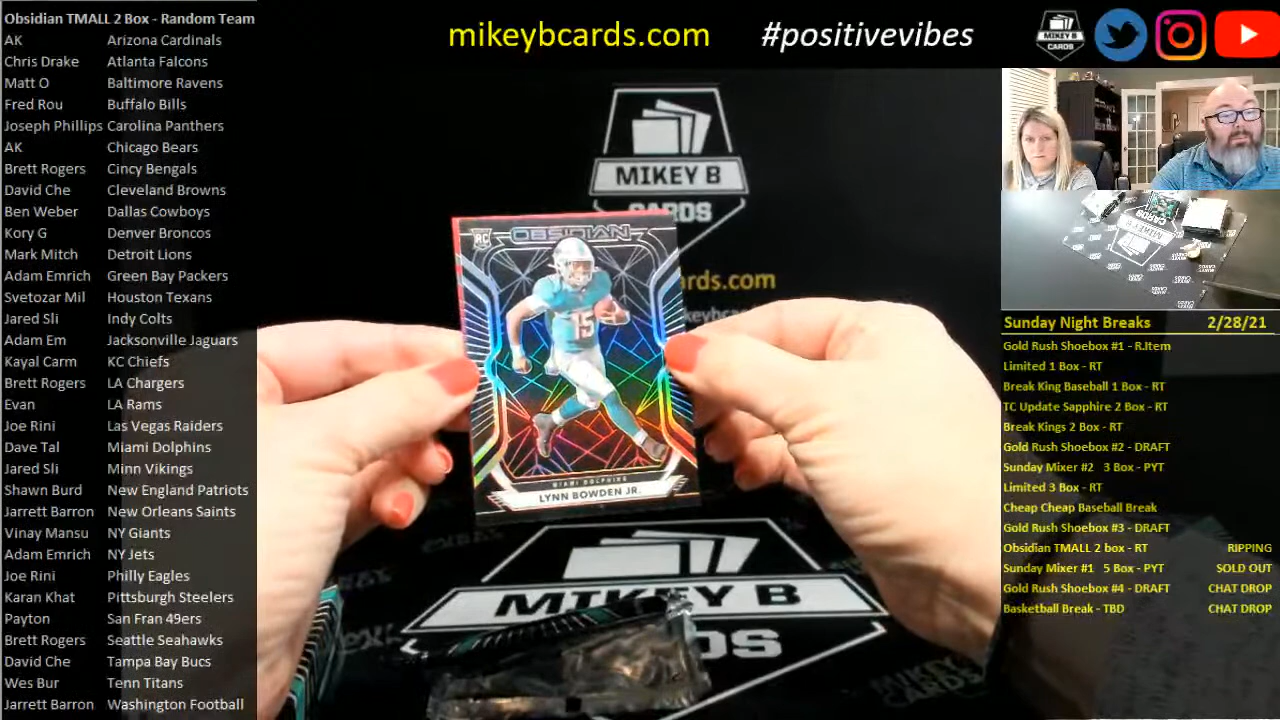 Obsidian TMALL 2 Box - Random Team
AK Arizona Cardinals
Chris Drake Atlanta Falcons
Matt O Baltimore Ravens
Fred Rou Buffalo Bills
Joseph Phillips Carolina Panthers
AK Chicago Bears
Brett Rogers Cincy Bengals
David Che Cleveland Browns
Ben Weber Dallas Cowboys
Kory G Denver Broncos
Mark Mitch Detroit Lions
Adam Emrich Green Bay Packers
Svetozar Mil Houston Texans
Jared Sli Indy Colts
Adam Em Jacksonville Jaguars
Kayal Carm KC Chiefs
Brett Rogers LA Chargers
Evan LA Rams
Joe Rini Las Vegas Raiders
Dave Tal Miami Dolphins
Jared Sli Minn Vikings
Shawn Burd New England Patriots
Jarrett Barron New Orleans Saints
Vinay Mansu NY Giants
Adam Emrich NY Jets
Joe Rini Philly Eagles
Karan Khat Pittsburgh Steelers
Payton San Fran 49ers
Brett Rogers Seattle Seahawks
David Che Tampa Bay Bucs
Wes Bur Tenn Titans
Jarrett Barron Washington Football
mikeybcards.com #positivevibes
MIKEY B
CARDS
MIKEY B
CARDS
cards.com
keybcards
RC OBSIDIAN
15
MIAMI DOLPHINS
LYNN BOWDEN JR.
MIKEY B
CARDS
Sunday Night Breaks 2/28/21
Gold Rush Shoebox #1 - R.Item
Limited 1 Box - RT
Break King Baseball 1 Box - RT
TC Update Sapphire 2 Box - RT
Break Kings 2 Box - RT
Gold Rush Shoebox #2 - DRAFT
Sunday Mixer #2 3 Box - PYT
Limited 3 Box - RT
Cheap Cheap Baseball Break
Gold Rush Shoebox #3 - DRAFT
Obsidian TMALL 2 box - RT RIPPING
Sunday Mixer #1 5 Box - PYT SOLD OUT
Gold Rush Shoebox #4 - DRAFT CHAT DROP
Basketball Break - TBD CHAT DROP